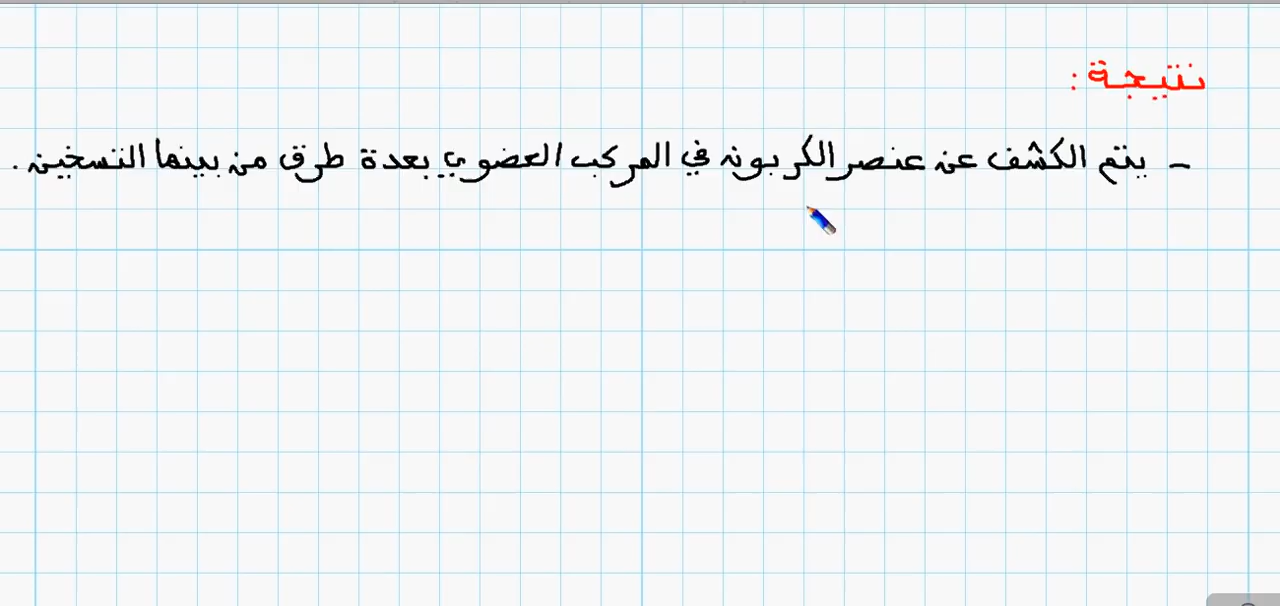 نتيجة :
- يتم الكشف عن عنصر الكربون في المركب العضوي بعدة طرق من بينها التسخين .